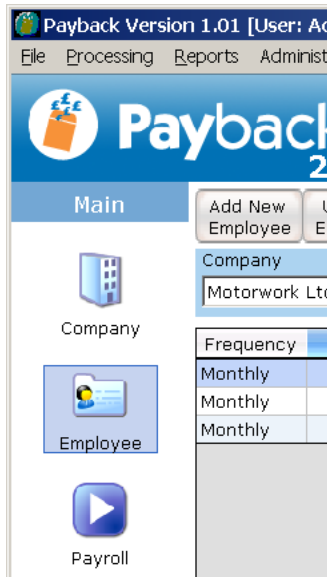 Payback Version 1.01 [User: Ad
File Processing Reports Administ
£££
Payback
2
Main
Add New Employee
Company
Motorwork Ltd
Company
Frequency
Monthly
Monthly
Monthly
Employee
Payroll